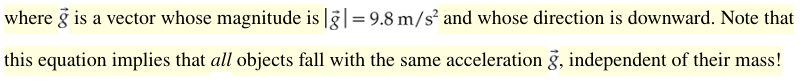 where g⃗ is a vector whose magnitude is |g⃗| = 9.8 m/s² and whose direction is downward. Note that
this equation implies that all objects fall with the same acceleration g⃗, independent of their mass!